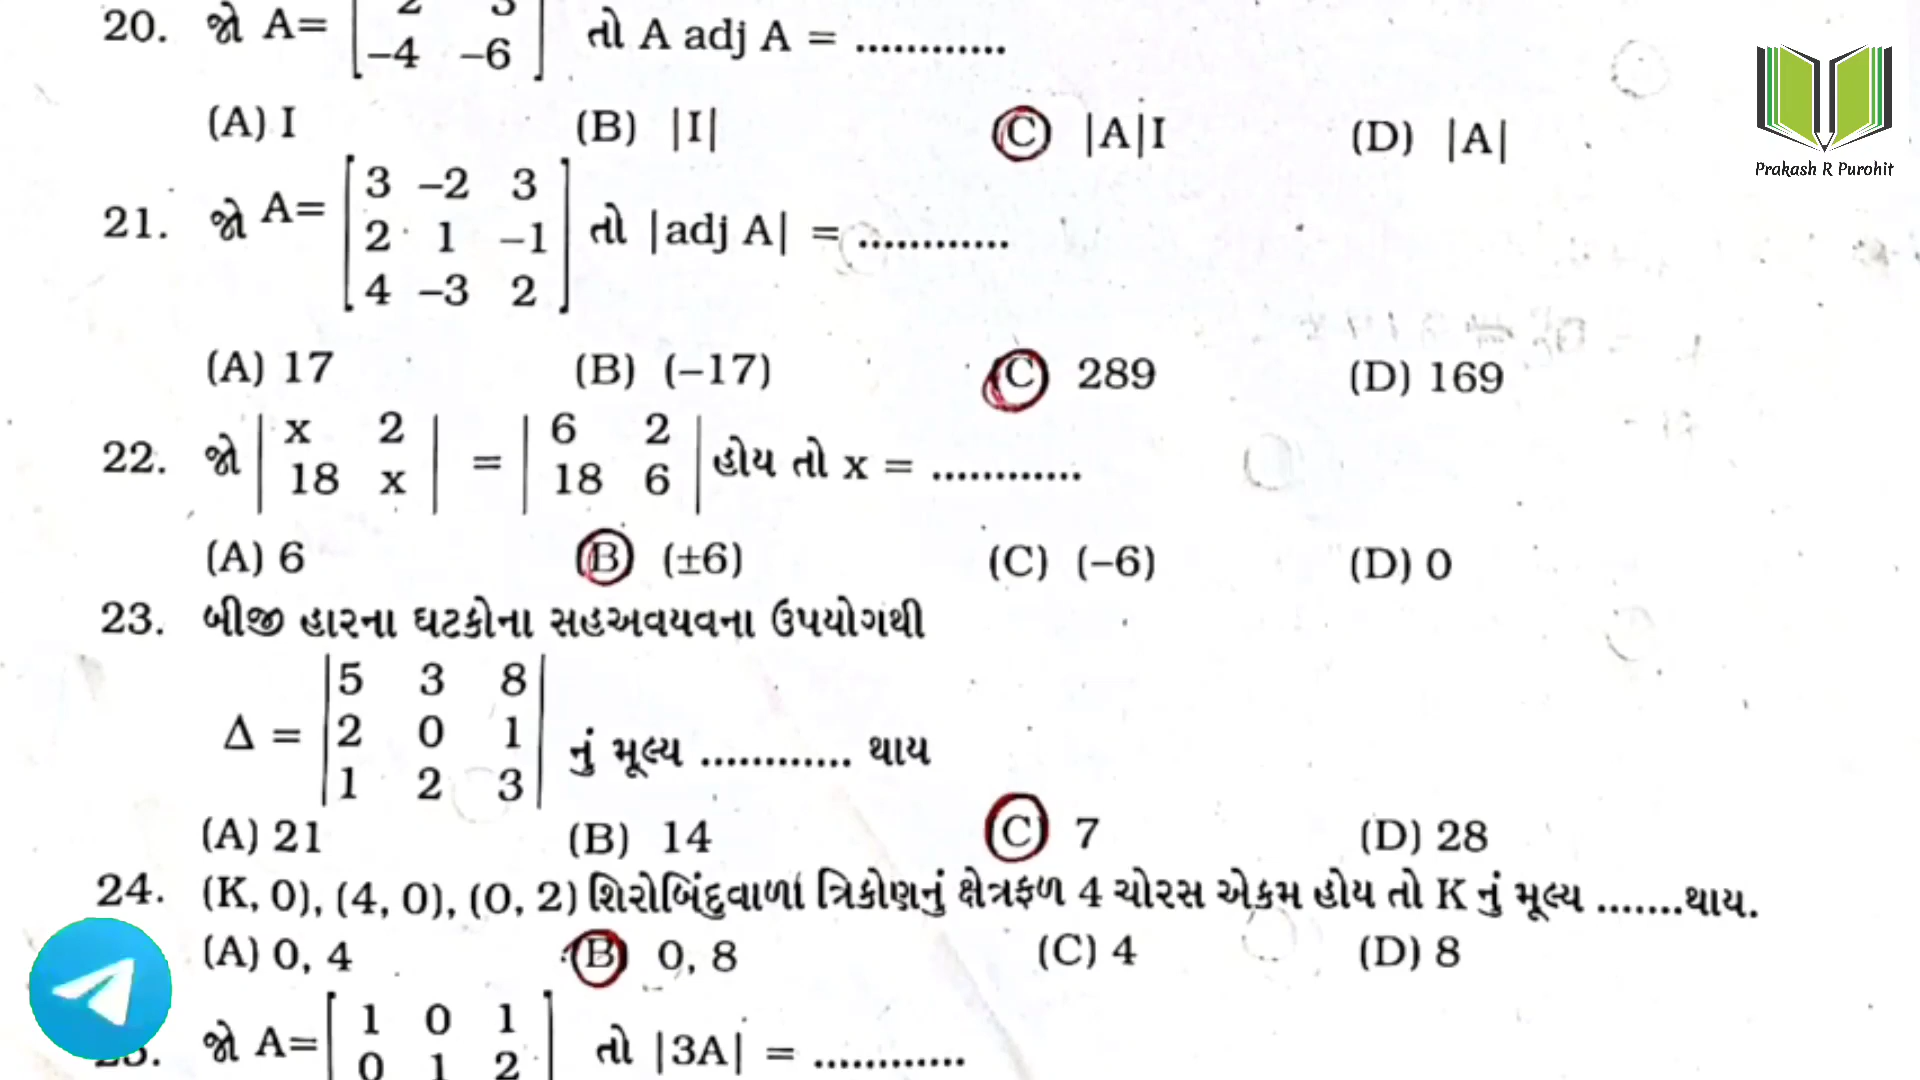 20. જો A= [2 3
–4 –6] તો A adj A = ............
(A) I (B) |I| (C) |A|I (D) |A|
Prakash R Purohit
21. જો A= [3 –2 3
2 1 –1
4 –3 2] તો |adj A| = ............
(A) 17 (B) (–17) (C) 289 (D) 169
22. જો |x 2
18 x| = |6 2
18 6| હોય તો x = ............
(A) 6 (B) (±6) (C) (–6) (D) 0
23. બીજી હારના ઘટકોના સહઅવયવના ઉપયોગથી
Δ = |5 3 8
2 0 1
1 2 3| નું મૂલ્ય ............ થાય
(A) 21 (B) 14 (C) 7 (D) 28
24. (K, 0), (4, 0), (0, 2) શિરોબિંદુવાળા ત્રિકોણનું ક્ષેત્રફળ 4 ચોરસ એકમ હોય તો K નું મૂલ્ય .......થાય.
(A) 0, 4 (B) 0, 8 (C) 4 (D) 8
25. જો A= [1 0 1
0 1 2] તો |3A| = ............